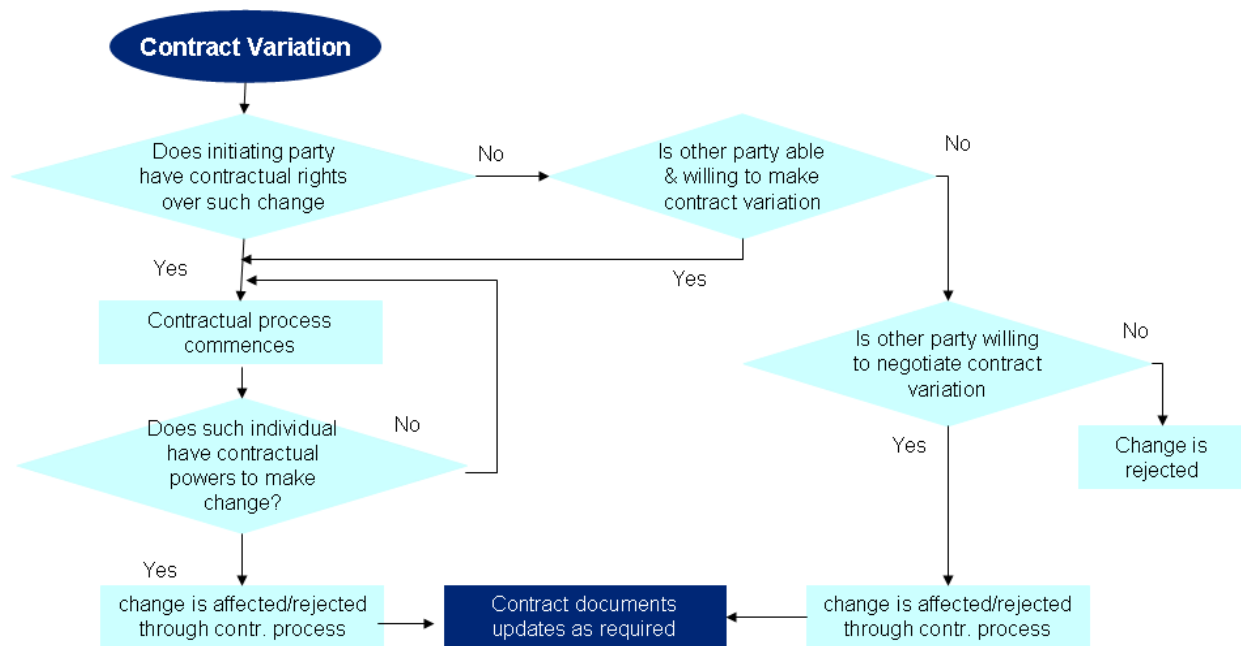 Contract Variation
Does initiating party
have contractual rights
over such change
No
Is other party able
& willing to make
contract variation
No
Yes
Yes
Contractual process
commences
Is other party willing
to negotiate contract
variation
No
Does such individual
have contractual
powers to make
change?
No
Yes
Change is
rejected
Yes
change is affected/rejected
through contr. process
Contract documents
updates as required
change is affected/rejected
through contr. process